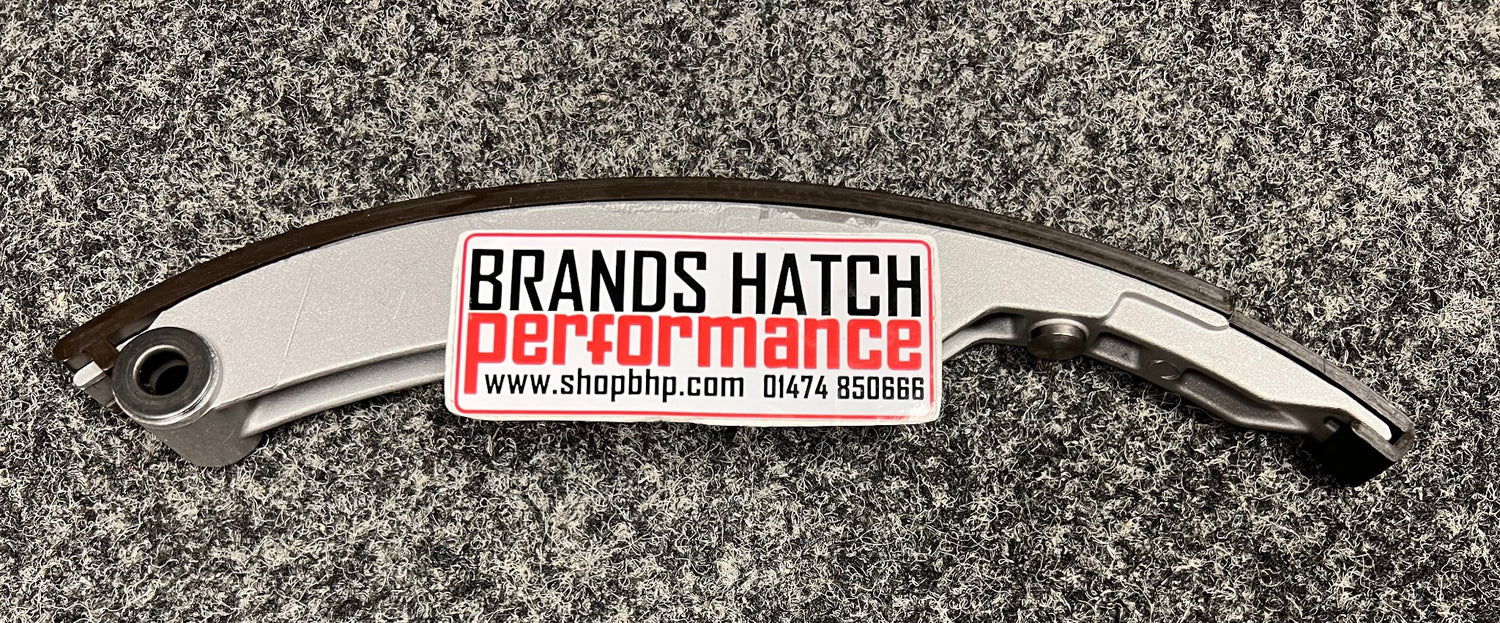 BRANDS HATCH
performance
www.shopbhp.com 01474 850666